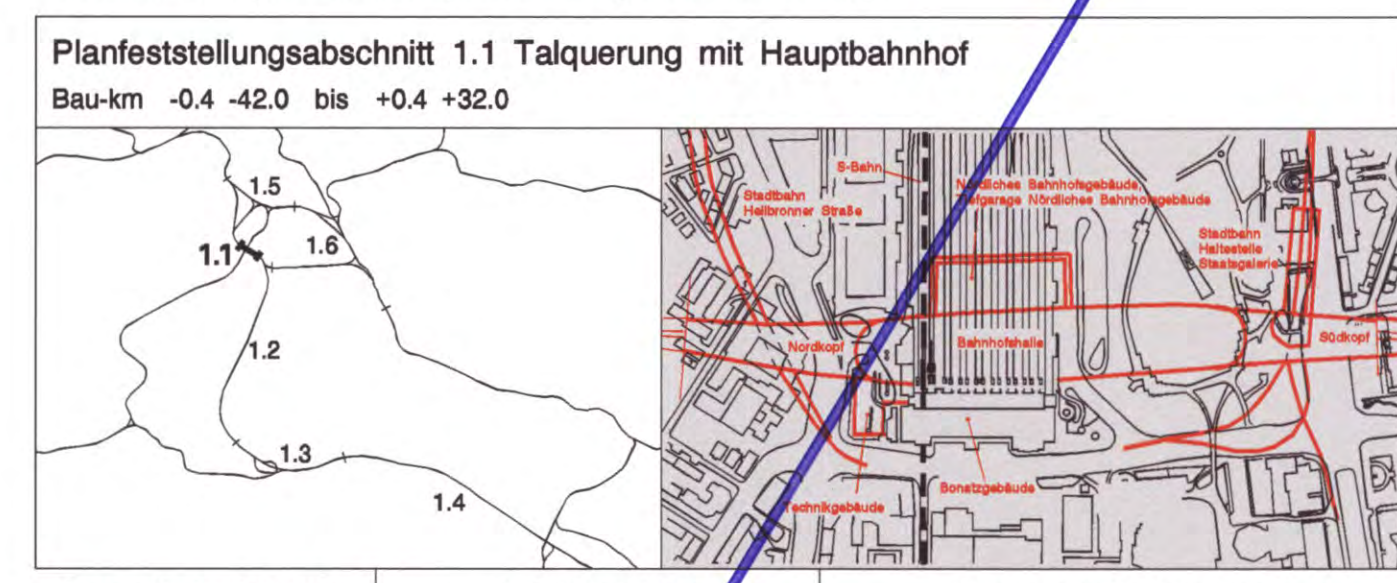 Planfeststellungsabschnitt 1.1 Talquerung mit Hauptbahnhof
Bau-km -0.4 -42.0 bis +0.4 +32.0
1.5
1.6
1.1
1.2
1.3
1.4
S-Bahn
Stadtbahn
Heilbronner Straße
Nördliches Bahnhofsgebäude,
Tiefgarage Nördliches Bahnhofsgebäude
Stadtbahn
Haltestelle
Staatsgalerie
Nordkopf
Bahnhofshalle
Südkopf
Technikgebäude
Bonatzgebäude